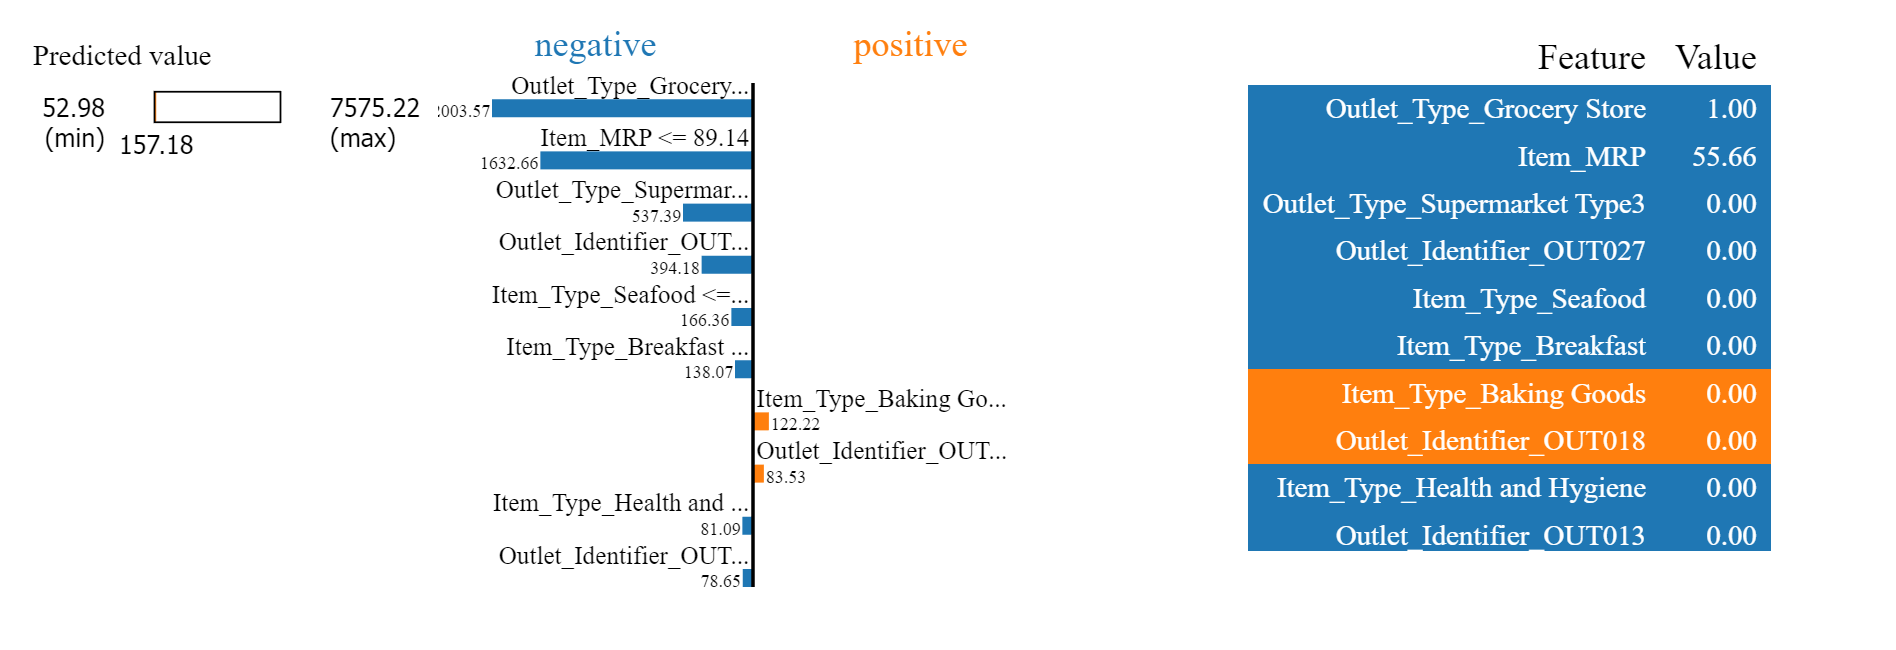 Predicted value
52.98
(min)
157.18
7575.22
(max)
negative
positive
Outlet_Type_Grocery...
2003.57
Item_MRP <= 89.14
1632.66
Outlet_Type_Supermar...
537.39
Outlet_Identifier_OUT...
394.18
Item_Type_Seafood <=...
166.36
Item_Type_Breakfast ...
138.07
Item_Type_Baking Go...
122.22
Outlet_Identifier_OUT...
83.53
Item_Type_Health and ...
81.09
Outlet_Identifier_OUT...
78.65
Feature Value
Outlet_Type_Grocery Store 1.00
Item_MRP 55.66
Outlet_Type_Supermarket Type3 0.00
Outlet_Identifier_OUT027 0.00
Item_Type_Seafood 0.00
Item_Type_Breakfast 0.00
Item_Type_Baking Goods 0.00
Outlet_Identifier_OUT018 0.00
Item_Type_Health and Hygiene 0.00
Outlet_Identifier_OUT013 0.00